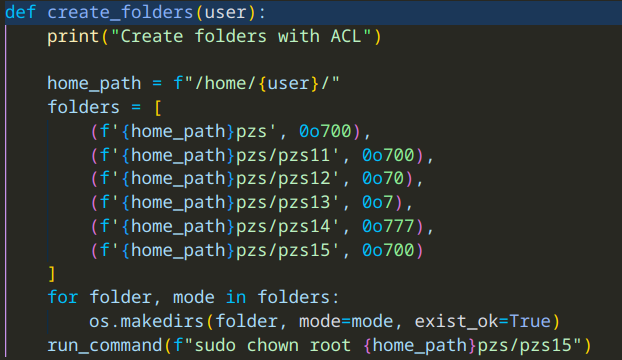 def create_folders(user):
    print("Create folders with ACL")

    home_path = f"/home/{user}/"
    folders = [
        (f'{home_path}pzs', 0o700),
        (f'{home_path}pzs/pzs11', 0o700),
        (f'{home_path}pzs/pzs12', 0o70),
        (f'{home_path}pzs/pzs13', 0o7),
        (f'{home_path}pzs/pzs14', 0o777),
        (f'{home_path}pzs/pzs15', 0o700)
    ]
    for folder, mode in folders:
        os.makedirs(folder, mode=mode, exist_ok=True)
    run_command(f"sudo chown root {home_path}pzs/pzs15")